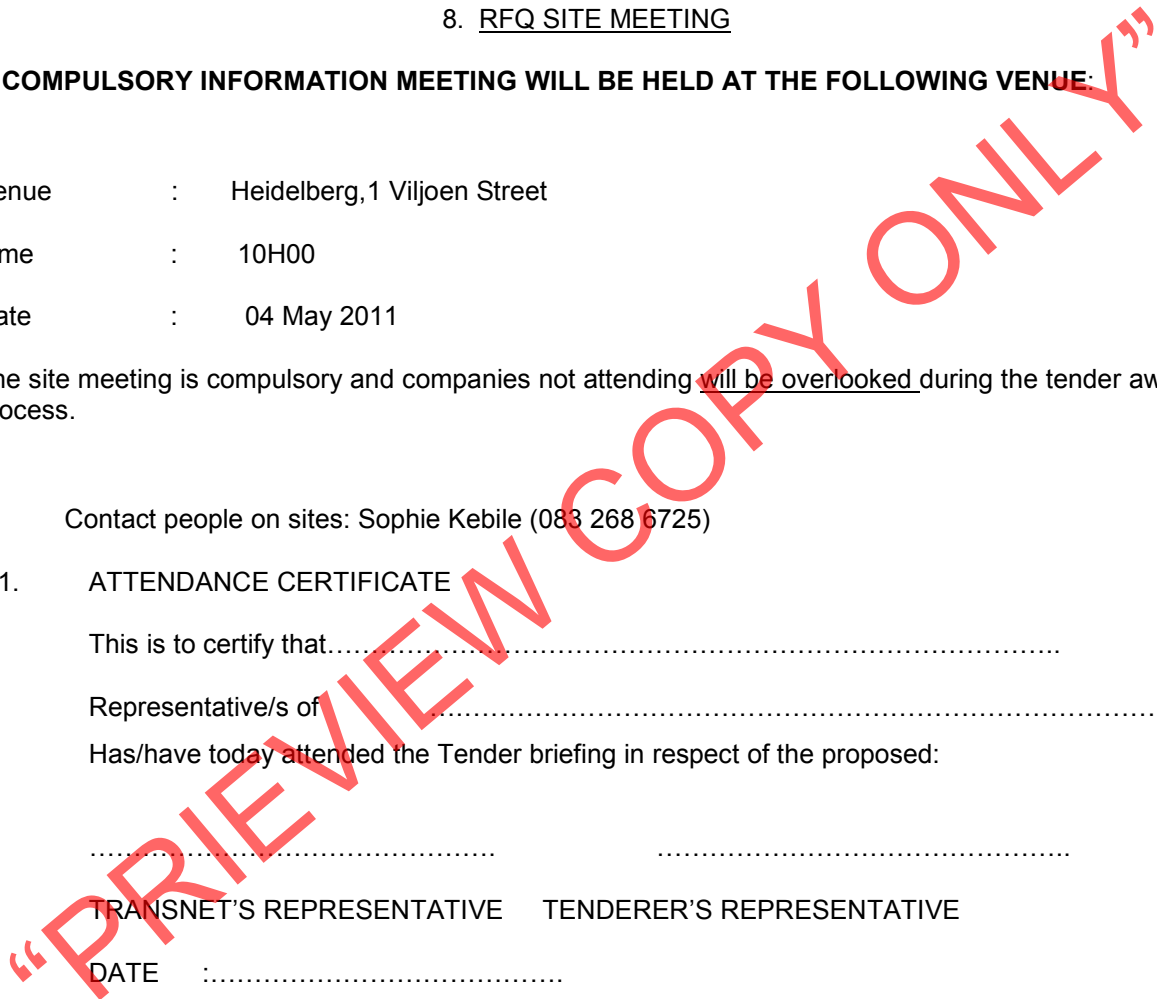 8. RFQ SITE MEETING
COMPULSORY INFORMATION MEETING WILL BE HELD AT THE FOLLOWING VENUE:
enue : Heidelberg,1 Viljoen Street
me : 10H00
ate : 04 May 2011
he site meeting is compulsory and companies not attending will be overlooked during the tender aw
ocess.
Contact people on sites: Sophie Kebile (083 268 6725)
1. ATTENDANCE CERTIFICATE
This is to certify that…………………………………………………………………………..
Representative/s of …………………………………………………………………………
Has/have today attended the Tender briefing in respect of the proposed:
………………………………………. ………………………………………..
TRANSNET'S REPRESENTATIVE TENDERER'S REPRESENTATIVE
DATE :………………………………….
“PRIEVIEW COPY ONLY”